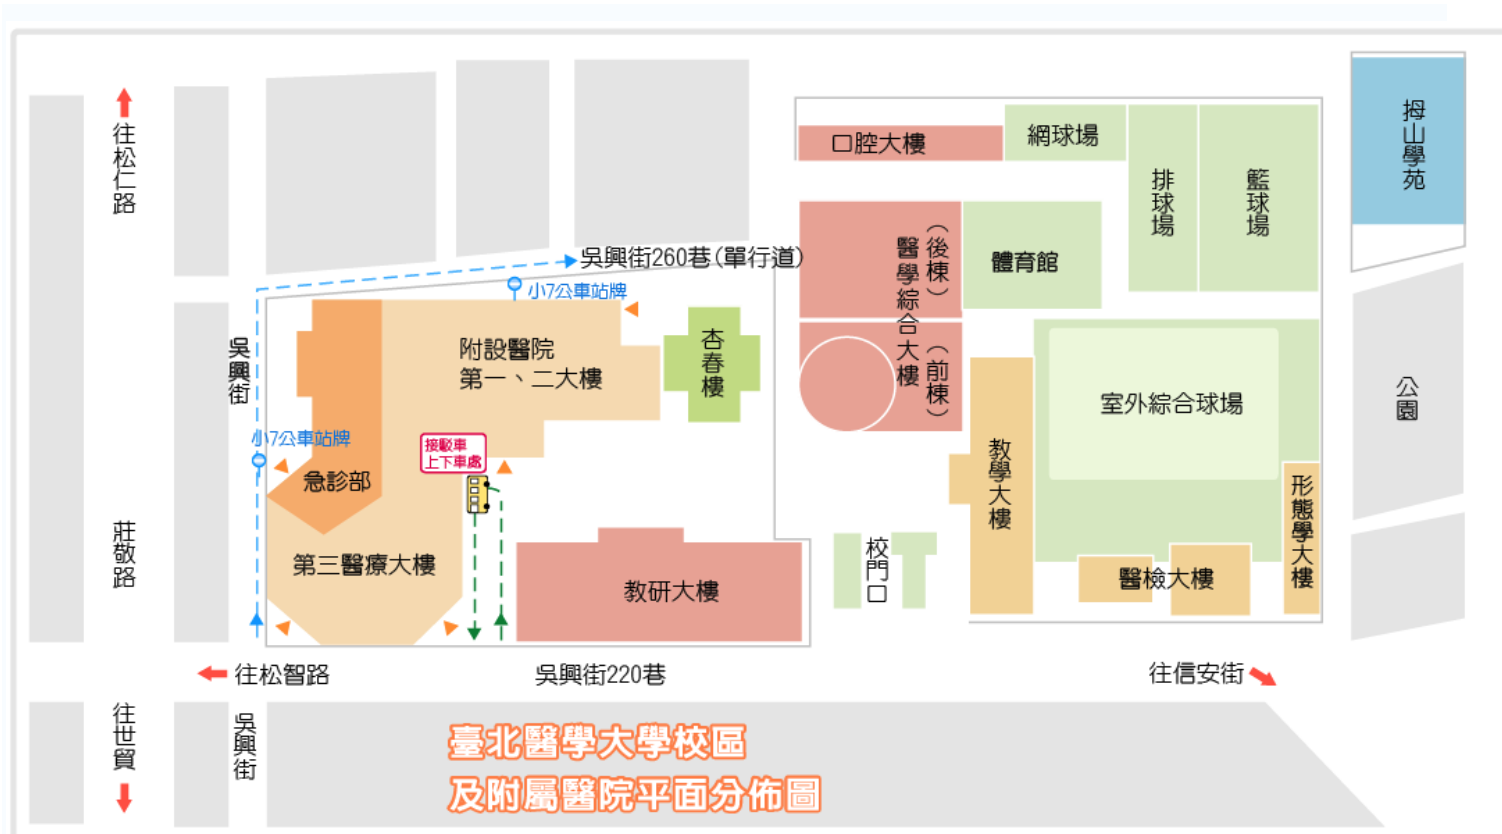 往松仁路
口腔大樓
網球場
排球場
籃球場
拇山學苑
吳興街260巷(單行道)
小7公車站牌
醫學綜合大樓
(後棟)
(前棟)
體育館
吳興街
附設醫院
第一、二大樓
杏春樓
小7公車站牌
接駁車
上下車處
急診部
室外綜合球場
公園
教學大樓
形態學大樓
莊敬路
第三醫療大樓
教研大樓
校門口
醫檢大樓
往松智路
吳興街220巷
往信安街
往世貿
吳興街
臺北醫學大學校區
及附屬醫院平面分佈圖